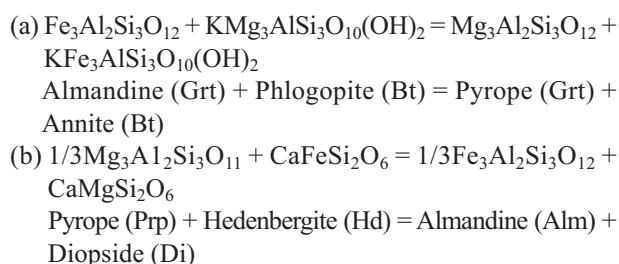 (a) Fe₃Al₂Si₃O₁₂ + KMg₃AlSi₃O₁₀(OH)₂ = Mg₃Al₂Si₃O₁₂ +
KFe₃AlSi₃O₁₀(OH)₂
Almandine (Grt) + Phlogopite (Bt) = Pyrope (Grt) +
Annite (Bt)
(b) 1/3Mg₃A1₂Si₃O₁₁ + CaFeSi₂O₆ = 1/3Fe₃Al₂Si₃O₁₂ +
CaMgSi₂O₆
Pyrope (Prp) + Hedenbergite (Hd) = Almandine (Alm) +
Diopside (Di)